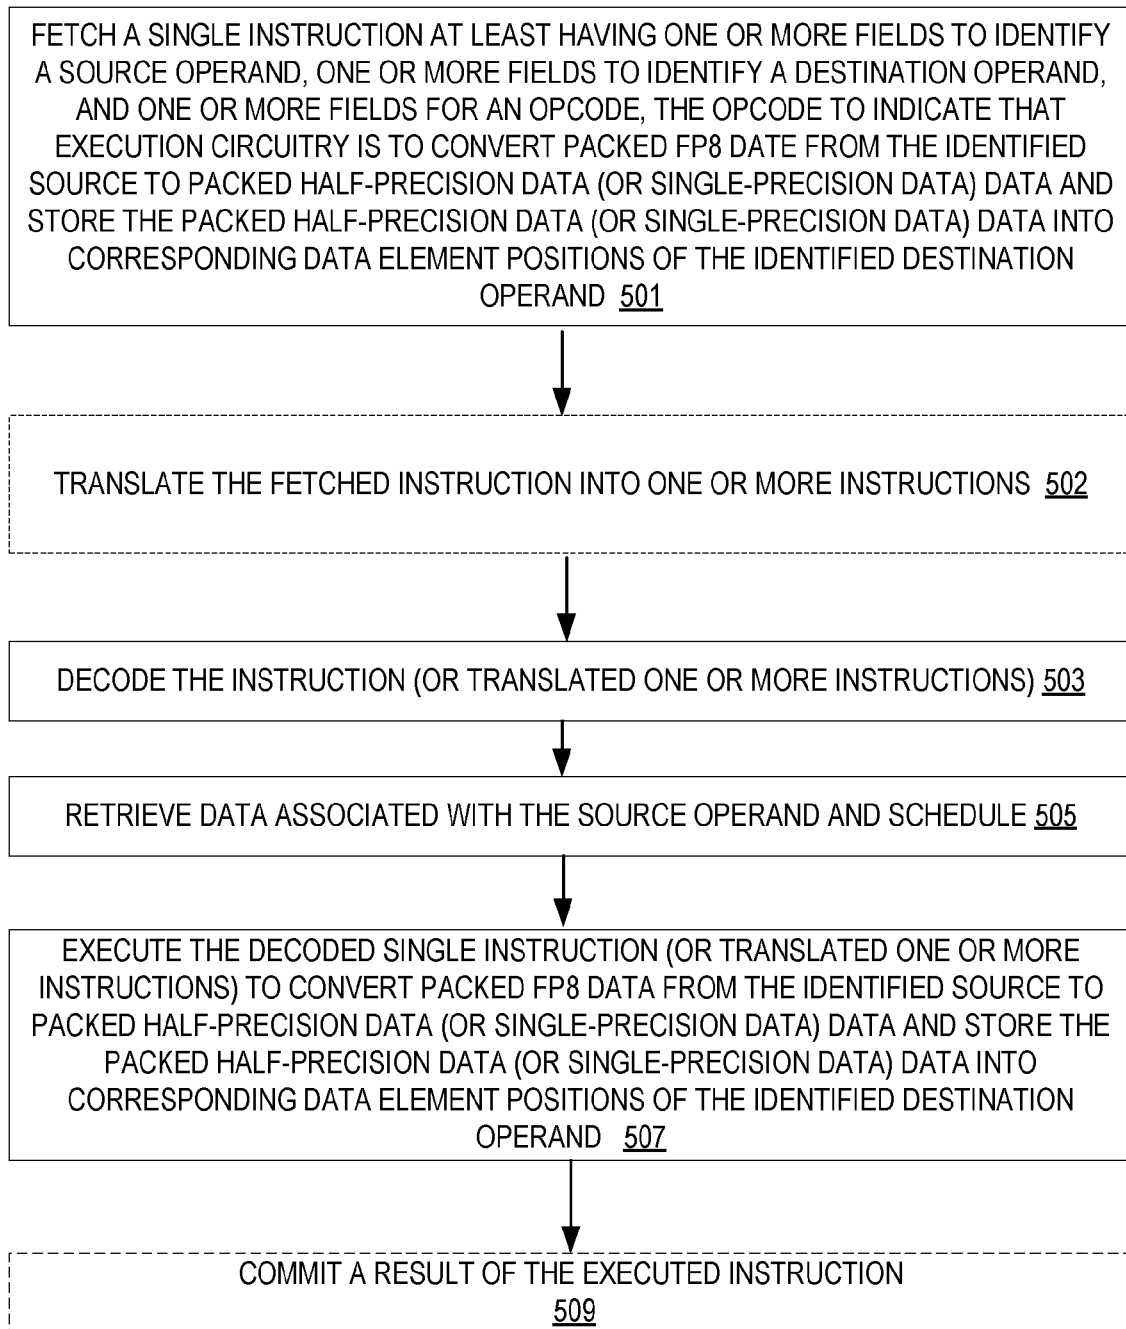 FETCH A SINGLE INSTRUCTION AT LEAST HAVING ONE OR MORE FIELDS TO IDENTIFY
A SOURCE OPERAND, ONE OR MORE FIELDS TO IDENTIFY A DESTINATION OPERAND,
AND ONE OR MORE FIELDS FOR AN OPCODE, THE OPCODE TO INDICATE THAT
EXECUTION CIRCUITRY IS TO CONVERT PACKED FP8 DATE FROM THE IDENTIFIED
SOURCE TO PACKED HALF-PRECISION DATA (OR SINGLE-PRECISION DATA) DATA AND
STORE THE PACKED HALF-PRECISION DATA (OR SINGLE-PRECISION DATA) DATA INTO
CORRESPONDING DATA ELEMENT POSITIONS OF THE IDENTIFIED DESTINATION
OPERAND 501
TRANSLATE THE FETCHED INSTRUCTION INTO ONE OR MORE INSTRUCTIONS 502
DECODE THE INSTRUCTION (OR TRANSLATED ONE OR MORE INSTRUCTIONS) 503
RETRIEVE DATA ASSOCIATED WITH THE SOURCE OPERAND AND SCHEDULE 505
EXECUTE THE DECODED SINGLE INSTRUCTION (OR TRANSLATED ONE OR MORE
INSTRUCTIONS) TO CONVERT PACKED FP8 DATA FROM THE IDENTIFIED SOURCE TO
PACKED HALF-PRECISION DATA (OR SINGLE-PRECISION DATA) DATA AND STORE THE
PACKED HALF-PRECISION DATA (OR SINGLE-PRECISION DATA) DATA INTO
CORRESPONDING DATA ELEMENT POSITIONS OF THE IDENTIFIED DESTINATION
OPERAND 507
COMMIT A RESULT OF THE EXECUTED INSTRUCTION
509